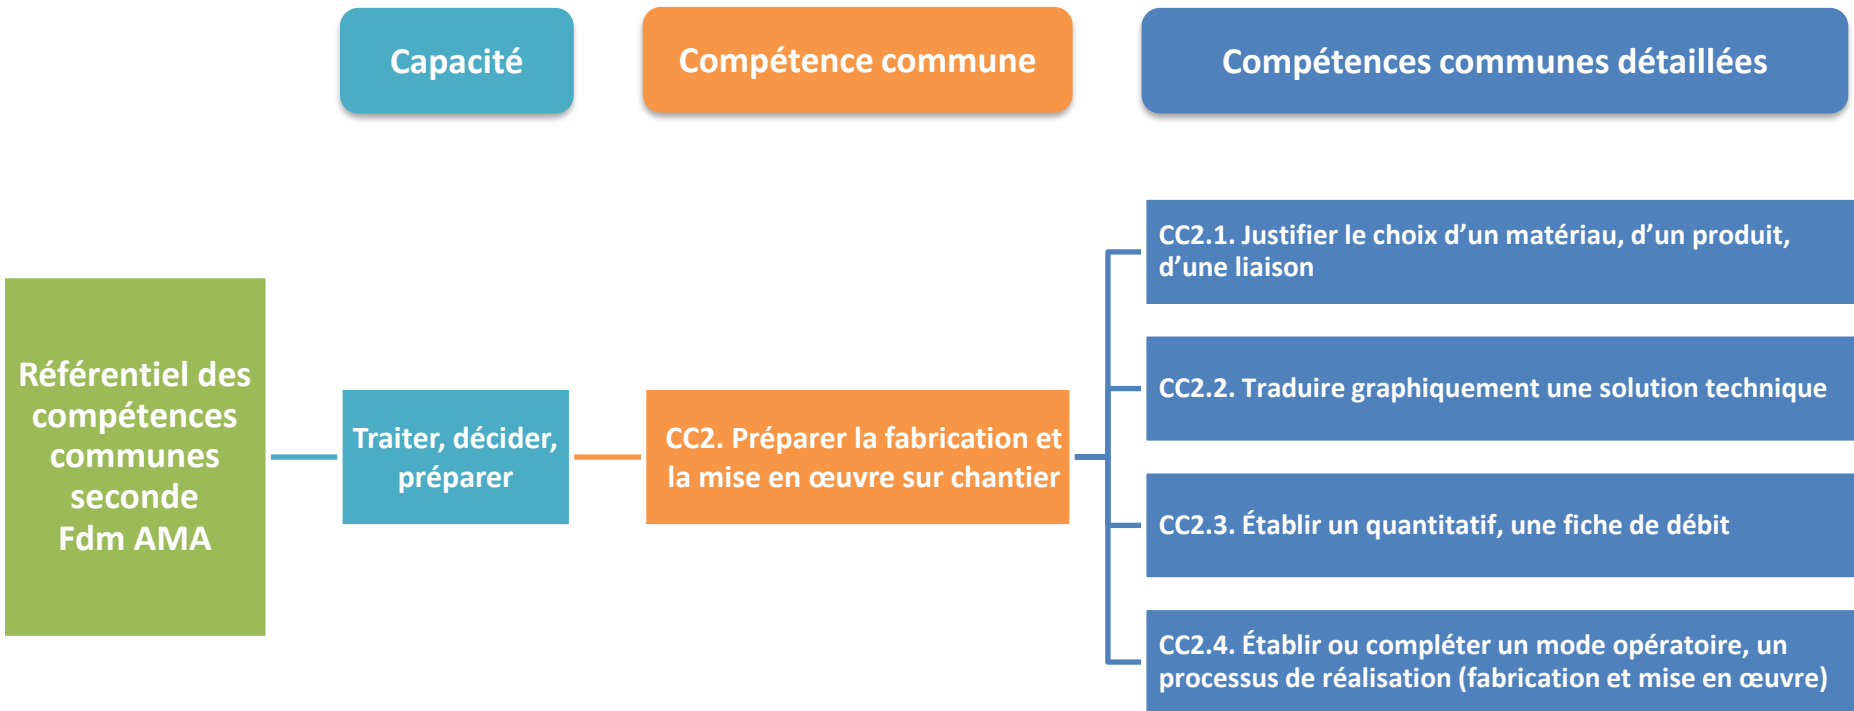 Capacité
Compétence commune
Compétences communes détaillées
Référentiel des
compétences
communes
seconde
Fdm AMA
Traiter, décider,
préparer
CC2. Préparer la fabrication et
la mise en œuvre sur chantier
CC2.1. Justifier le choix d’un matériau, d’un produit,
d’une liaison
CC2.2. Traduire graphiquement une solution technique
CC2.3. Établir un quantitatif, une fiche de débit
CC2.4. Établir ou compléter un mode opératoire, un
processus de réalisation (fabrication et mise en œuvre)